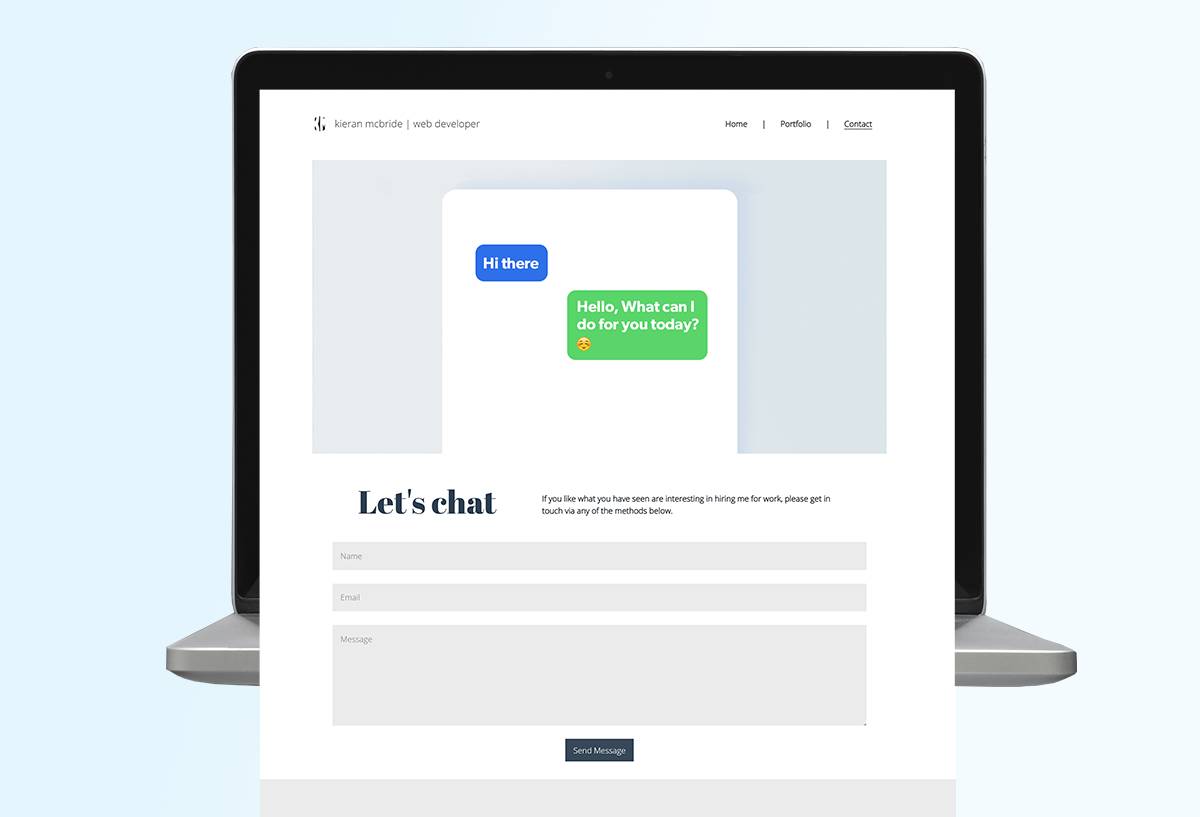 kieran mcbride | web developer
Home | Portfolio | Contact
Hi there
Hello, What can I
do for you today?
Let's chat
If you like what you have seen are interesting in hiring me for work, please get in
touch via any of the methods below.
Name
Email
Message
Send Message